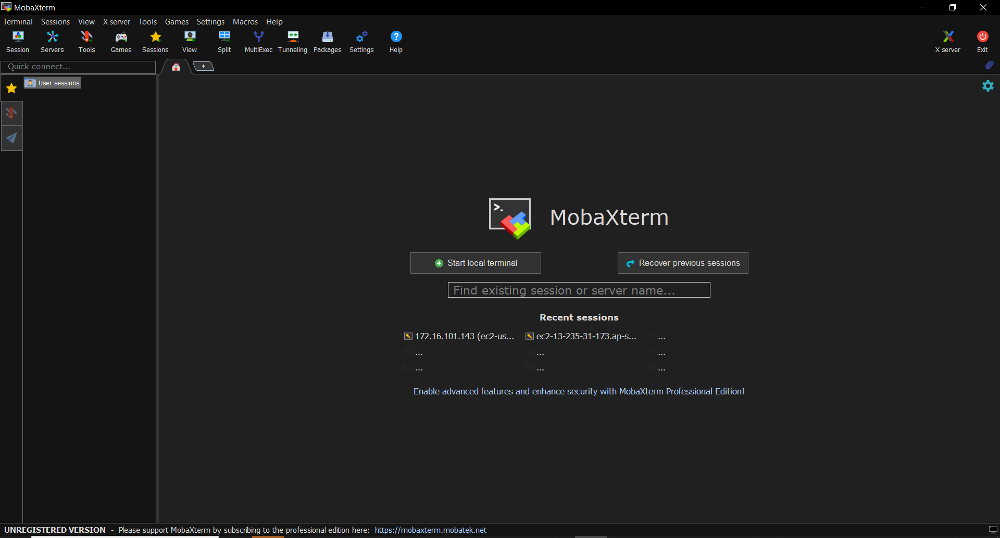 MobaXterm
Terminal Sessions View X server Tools Games Settings Macros Help
Session Servers Tools Games Sessions View Split MultiExec Tunneling Packages Settings Help X server Exit
Quick connect...
User sessions
>_
MobaXterm
Start local terminal
Recover previous sessions
Find existing session or server name...
Recent sessions
172.16.101.143 (ec2-us... ec2-13-235-31-173.ap-s... ...
... ... ...
... ... ...
Enable advanced features and enhance security with MobaXterm Professional Edition!
UNREGISTERED VERSION - Please support MobaXterm by subscribing to the professional edition here: https://mobaxterm.mobatek.net